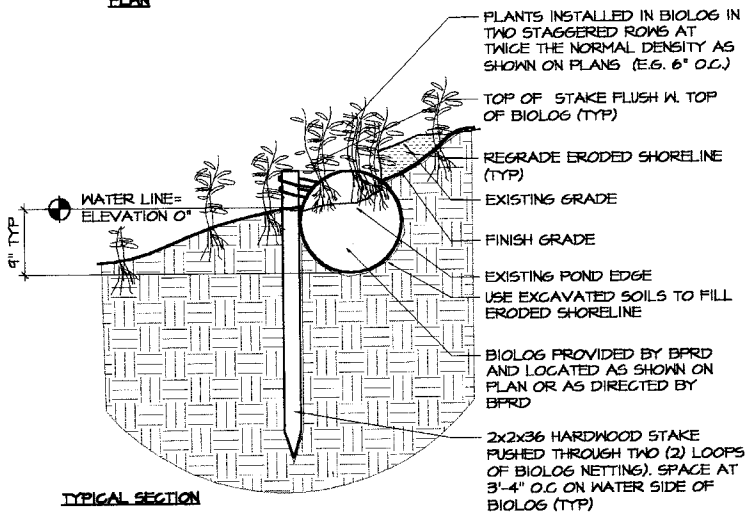 PLAN
PLANTS INSTALLED IN BIOLOG IN
TWO STAGGERED ROWS AT
TWICE THE NORMAL DENSITY AS
SHOWN ON PLANS (E.G. 6" O.C.)
TOP OF STAKE FLUSH W. TOP
OF BIOLOG (TYP)
REGRADE ERODED SHORELINE
(TYP)
EXISTING GRADE
FINISH GRADE
EXISTING POND EDGE
USE EXCAVATED SOILS TO FILL
ERODED SHORELINE
BIOLOG PROVIDED BY BPRD
AND LOCATED AS SHOWN ON
PLAN OR AS DIRECTED BY
BPRD
2x2x36 HARDWOOD STAKE
PUSHED THROUGH TWO (2) LOOPS
OF BIOLOG NETTING). SPACE AT
3'-4" O.C ON WATER SIDE OF
BIOLOG (TYP)
WATER LINE=
ELEVATION 0"
9" TYP
TYPICAL SECTION